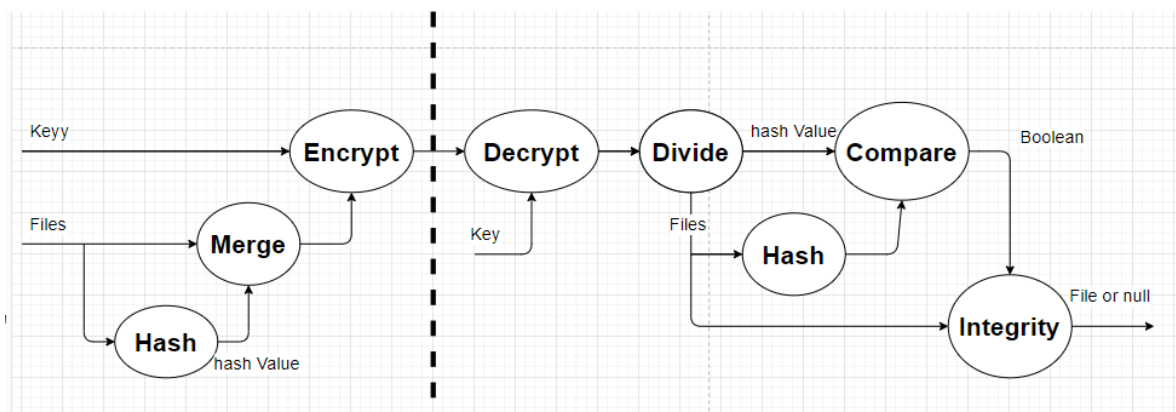 Keyy
Encrypt
Files
Merge
Hash
hash Value
Decrypt
Key
Divide
hash Value
Compare
Boolean
Files
Hash
Integrity
File or null